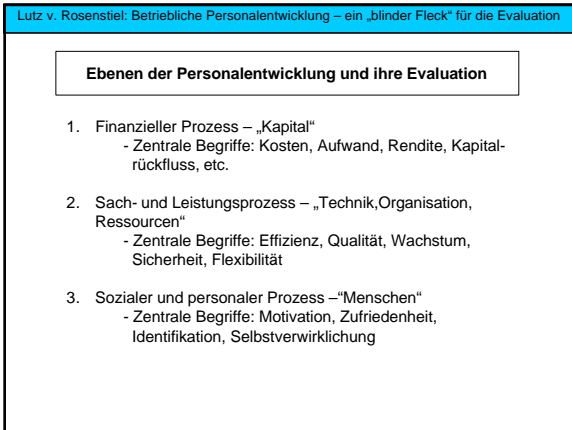 Lutz v. Rosenstiel: Betriebliche Personalentwicklung – ein „blinder Fleck“ für die Evaluation
Ebenen der Personalentwicklung und ihre Evaluation
1. Finanzieller Prozess – „Kapital“
- Zentrale Begriffe: Kosten, Aufwand, Rendite, Kapital-
rückfluss, etc.
2. Sach- und Leistungsprozess – „Technik,Organisation,
Ressourcen“
- Zentrale Begriffe: Effizienz, Qualität, Wachstum,
Sicherheit, Flexibilität
3. Sozialer und personaler Prozess –“Menschen“
- Zentrale Begriffe: Motivation, Zufriedenheit,
Identifikation, Selbstverwirklichung